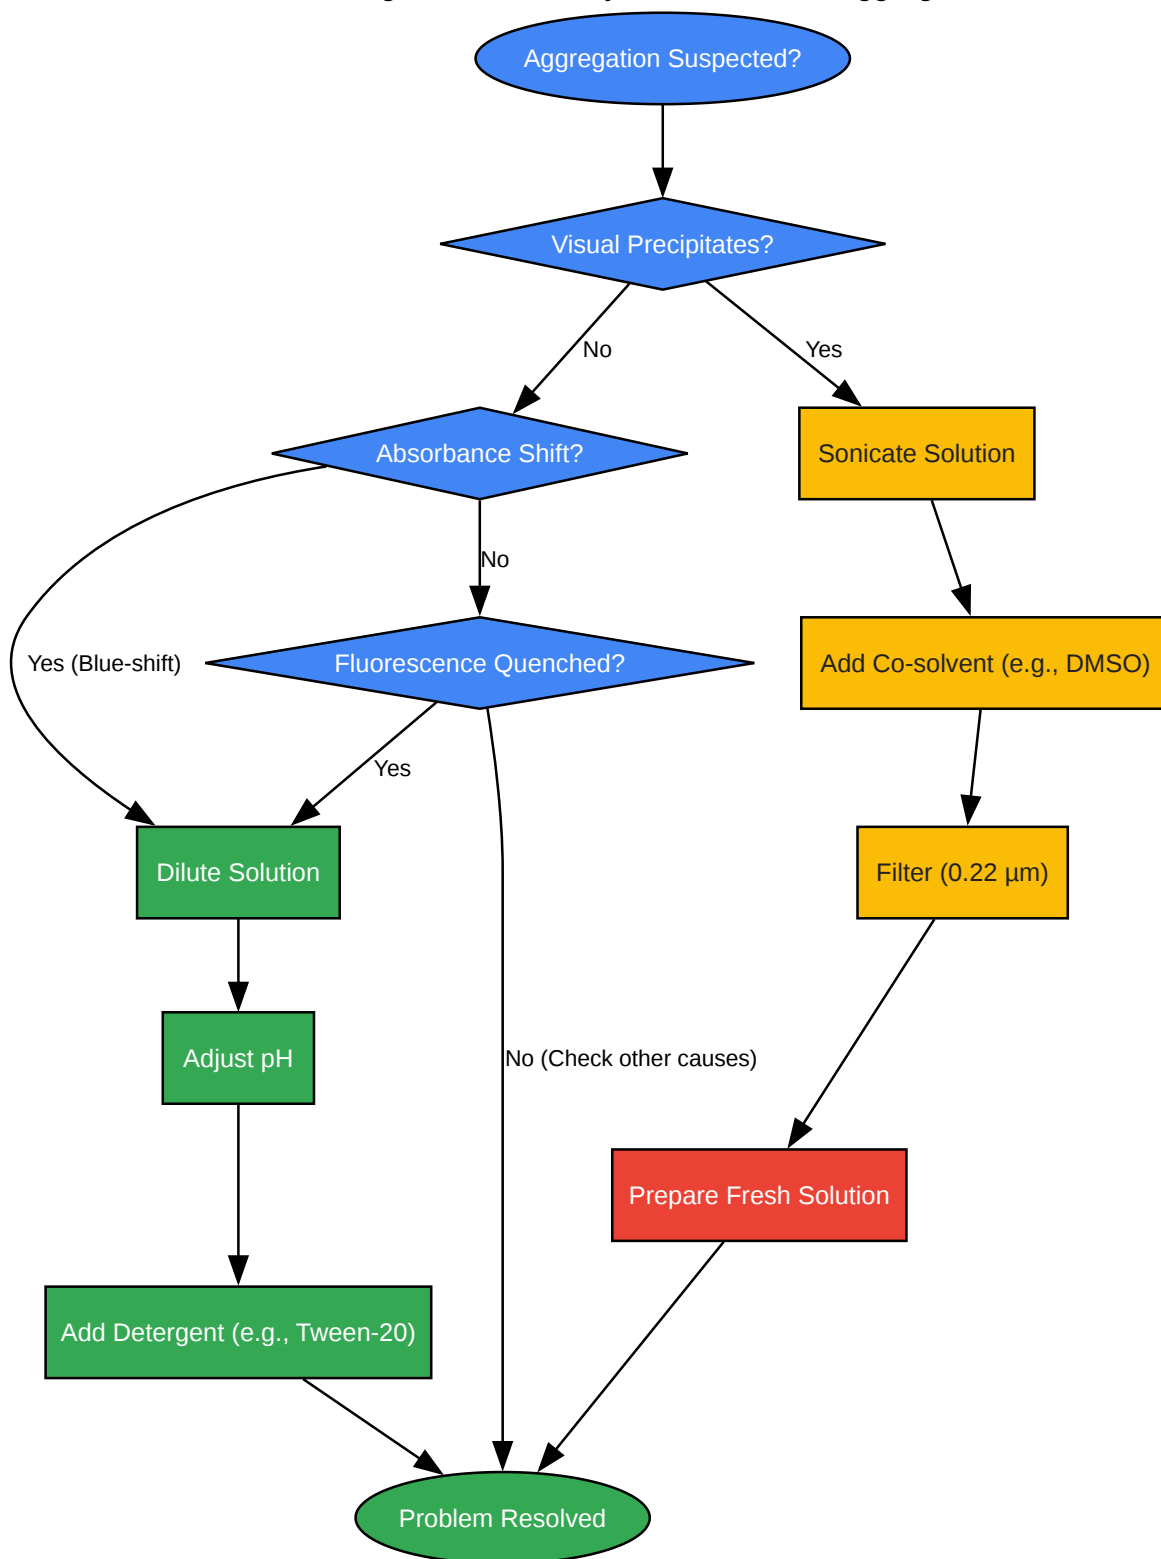 Aggregation Suspected?
Visual Precipitates?
No
Yes
Absorbance Shift?
Sonicate Solution
No
Yes (Blue-shift)
Fluorescence Quenched?
Add Co-solvent (e.g., DMSO)
Yes
Dilute Solution
Filter (0.22 µm)
Adjust pH
No (Check other causes)
Prepare Fresh Solution
Add Detergent (e.g., Tween-20)
Problem Resolved